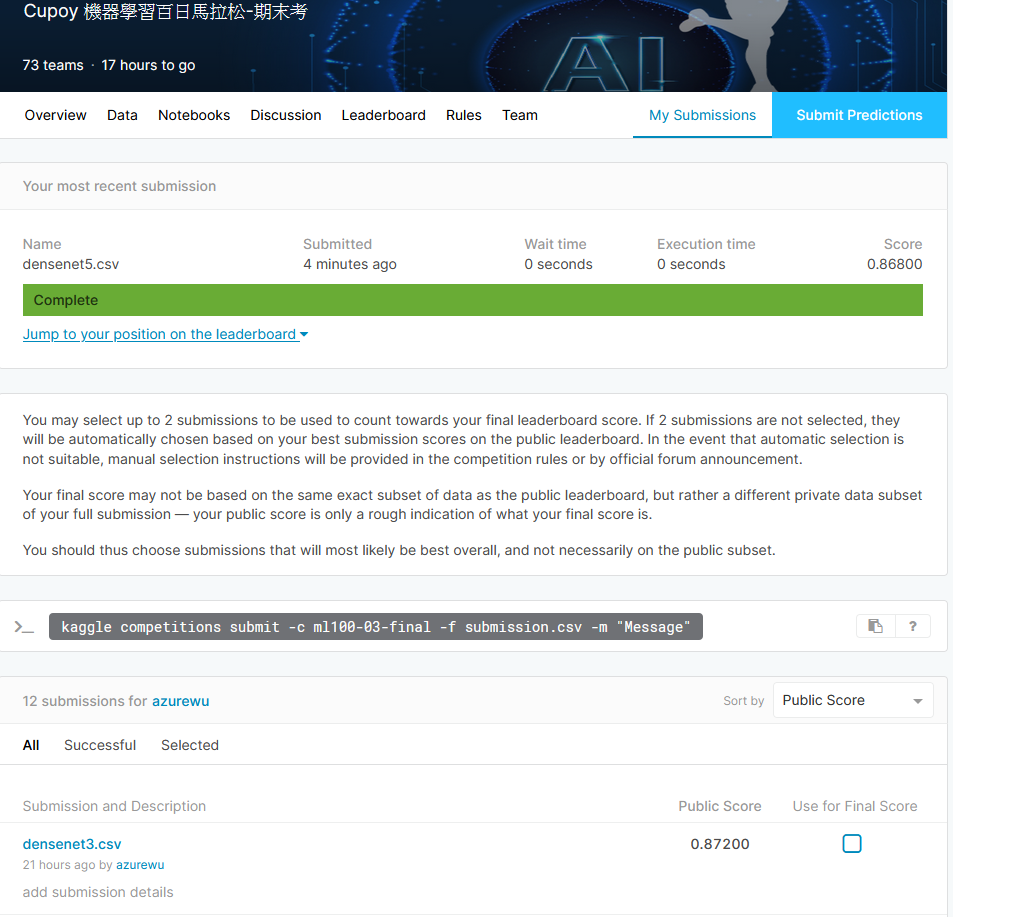 Cupoy 機器學習百日馬拉松-期末考
73 teams · 17 hours to go
AI
Overview Data Notebooks Discussion Leaderboard Rules Team My Submissions Submit Predictions
Your most recent submission
Name Submitted Wait time Execution time Score
densenet5.csv 4 minutes ago 0 seconds 0 seconds 0.86800
Complete
Jump to your position on the leaderboard
You may select up to 2 submissions to be used to count towards your final leaderboard score. If 2 submissions are not selected, they
will be automatically chosen based on your best submission scores on the public leaderboard. In the event that automatic selection is
not suitable, manual selection instructions will be provided in the competition rules or by official forum announcement.
Your final score may not be based on the same exact subset of data as the public leaderboard, but rather a different private data subset
of your full submission — your public score is only a rough indication of what your final score is.
You should thus choose submissions that will most likely be best overall, and not necessarily on the public subset.
>_ kaggle competitions submit -c ml100-03-final -f submission.csv -m "Message" ?
12 submissions for azurewu Sort by Public Score
All Successful Selected
Submission and Description Public Score Use for Final Score
densenet3.csv 0.87200
21 hours ago by azurewu
add submission details